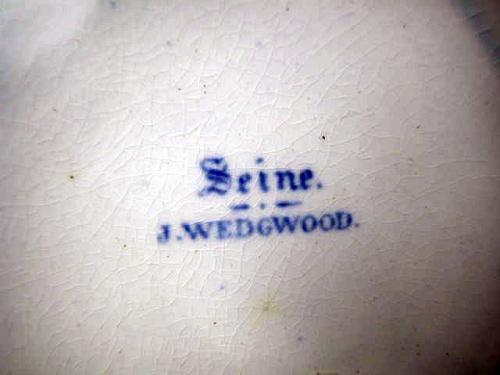 Seine.
- · -
J. WEDGWOOD.